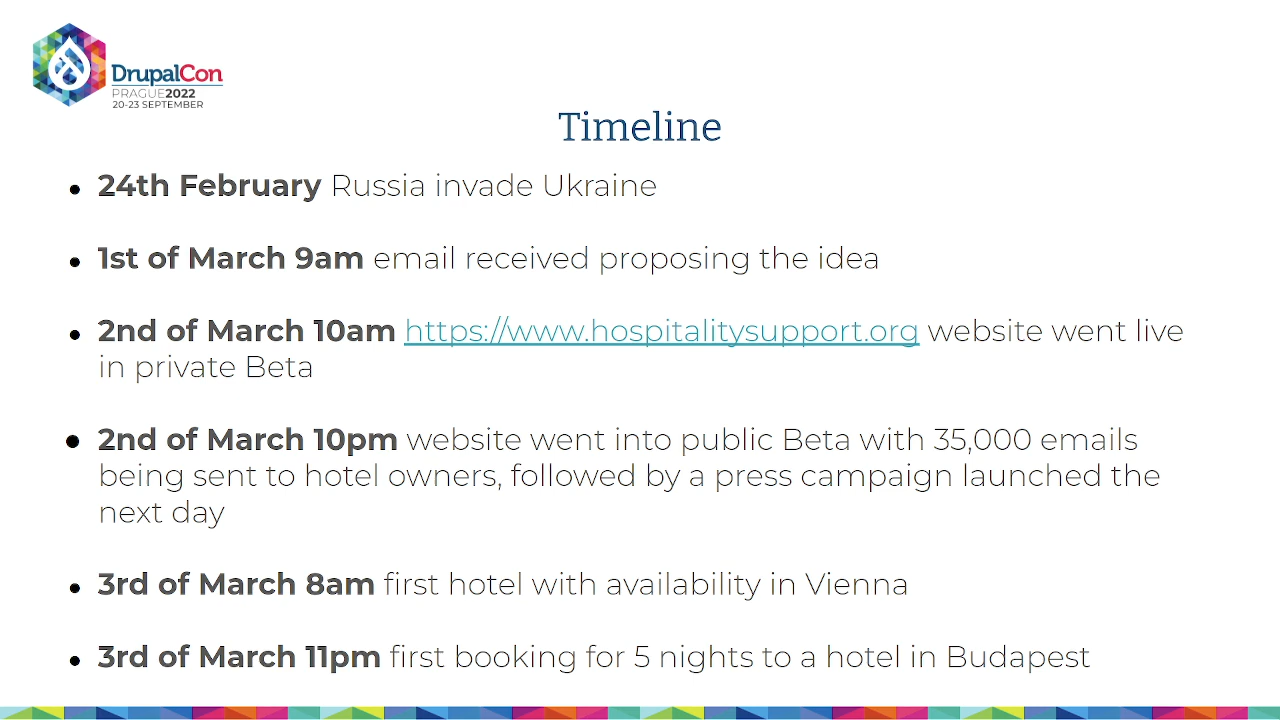 DrupalCon
PRAGUE2022
20-23 SEPTEMBER
Timeline
● 24th February Russia invade Ukraine
● 1st of March 9am email received proposing the idea
● 2nd of March 10am https://www.hospitalitysupport.org website went live
in private Beta
● 2nd of March 10pm website went into public Beta with 35,000 emails
being sent to hotel owners, followed by a press campaign launched the
next day
● 3rd of March 8am first hotel with availability in Vienna
● 3rd of March 11pm first booking for 5 nights to a hotel in Budapest